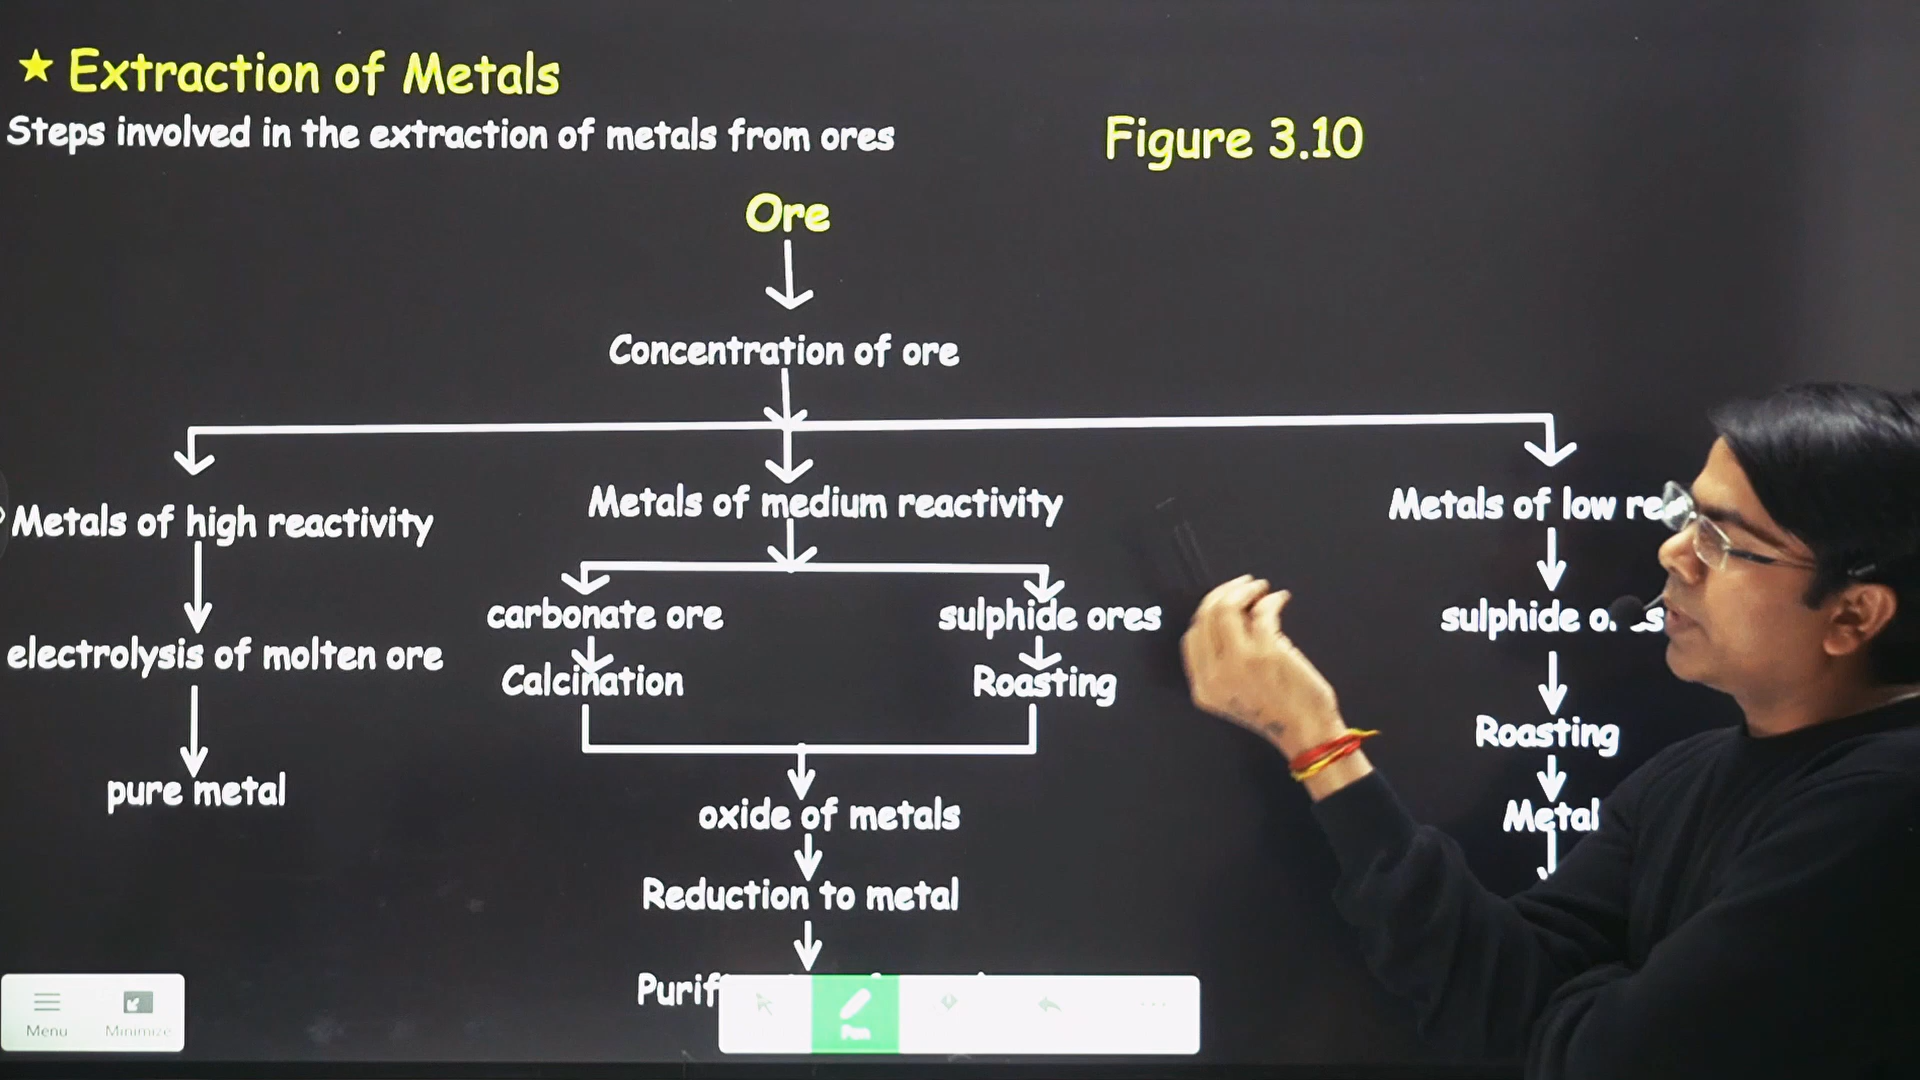 ★ Extraction of Metals
Steps involved in the extraction of metals from ores
Figure 3.10
Ore
Concentration of ore
Metals of high reactivity
Metals of medium reactivity
Metals of low
carbonate ore
sulphide ores
sulphide
electrolysis of molten ore
Calcination
Roasting
Roasting
pure metal
oxide of metals
Metal
Reduction to metal
Menu
Minimize
Pen